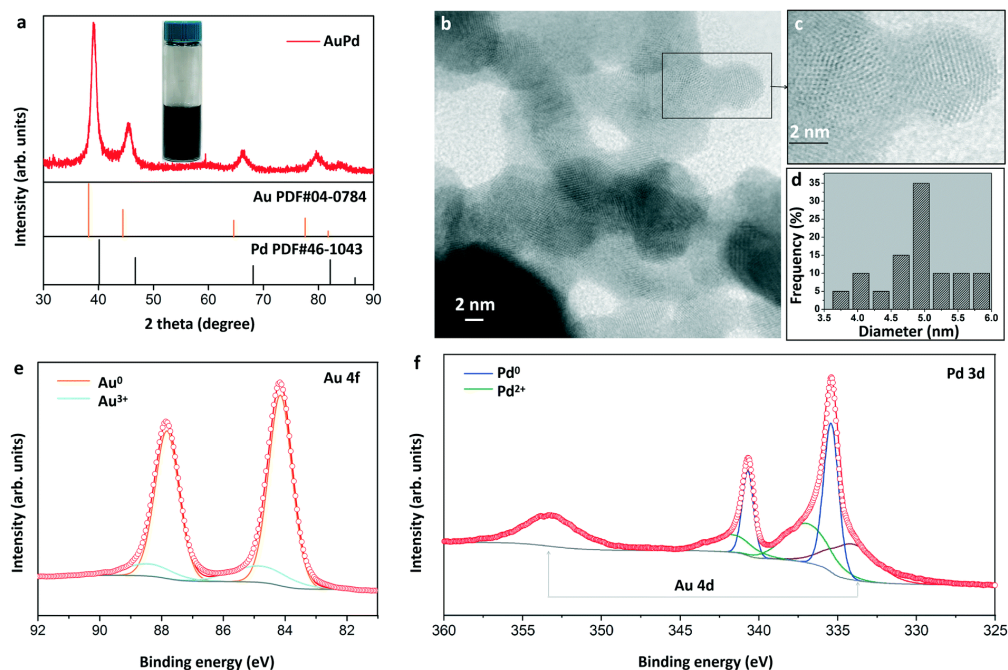 a
AuPd
Intensity (arb. units)
Au PDF#04-0784
Pd PDF#46-1043
30 40 50 60 70 80 90
2 theta (degree)
b
2 nm
c
2 nm
d
Frequency (%)
35
30
25
20
15
10
5
0
3.5 4.0 4.5 5.0 5.5 6.0
Diameter (nm)
e
Au⁰
Au³⁺
Au 4f
Intensity (arb. units)
92 90 88 86 84 82
Binding energy (eV)
f
Pd⁰
Pd²⁺
Pd 3d
Intensity (arb. units)
Au 4d
360 355 350 345 340 335 330 325
Binding energy (eV)